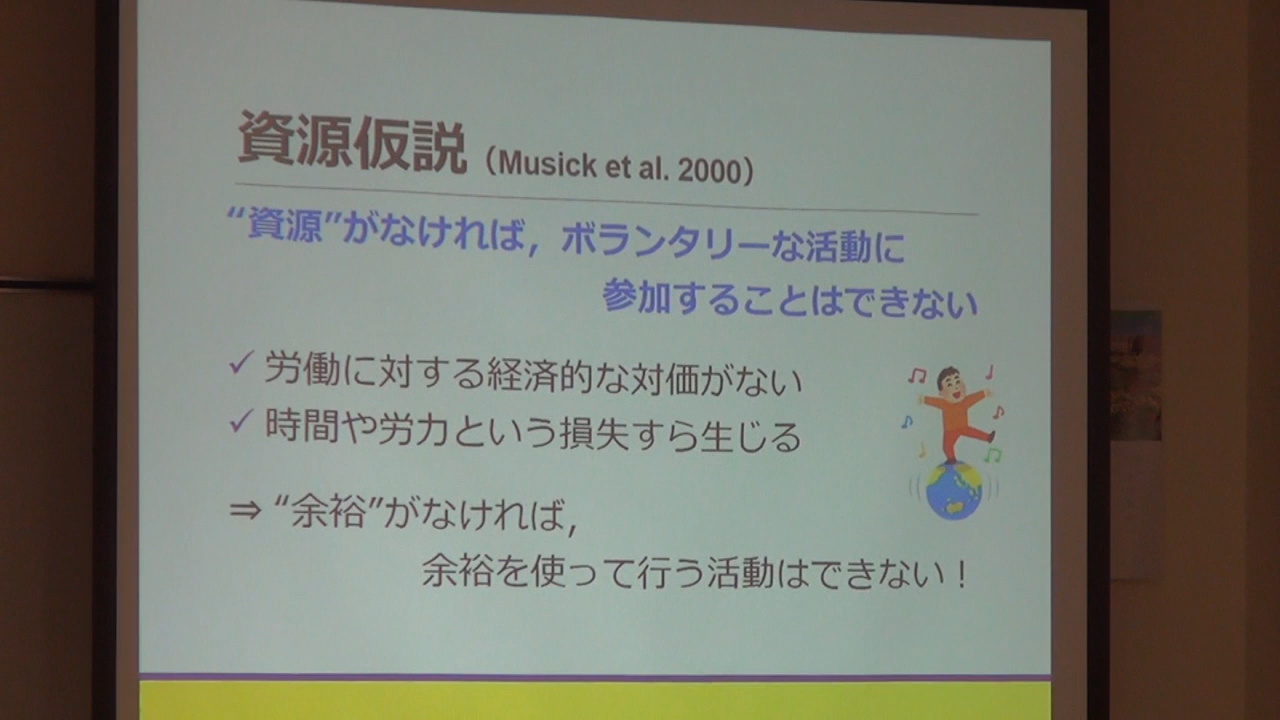 資源仮説（Musick et al. 2000）
“資源”がなければ，ボランタリーな活動に
参加することはできない
✓ 労働に対する経済的な対価がない
✓ 時間や労力という損失すら生じる
⇒ “余裕”がなければ，
余裕を使って行う活動はできない！